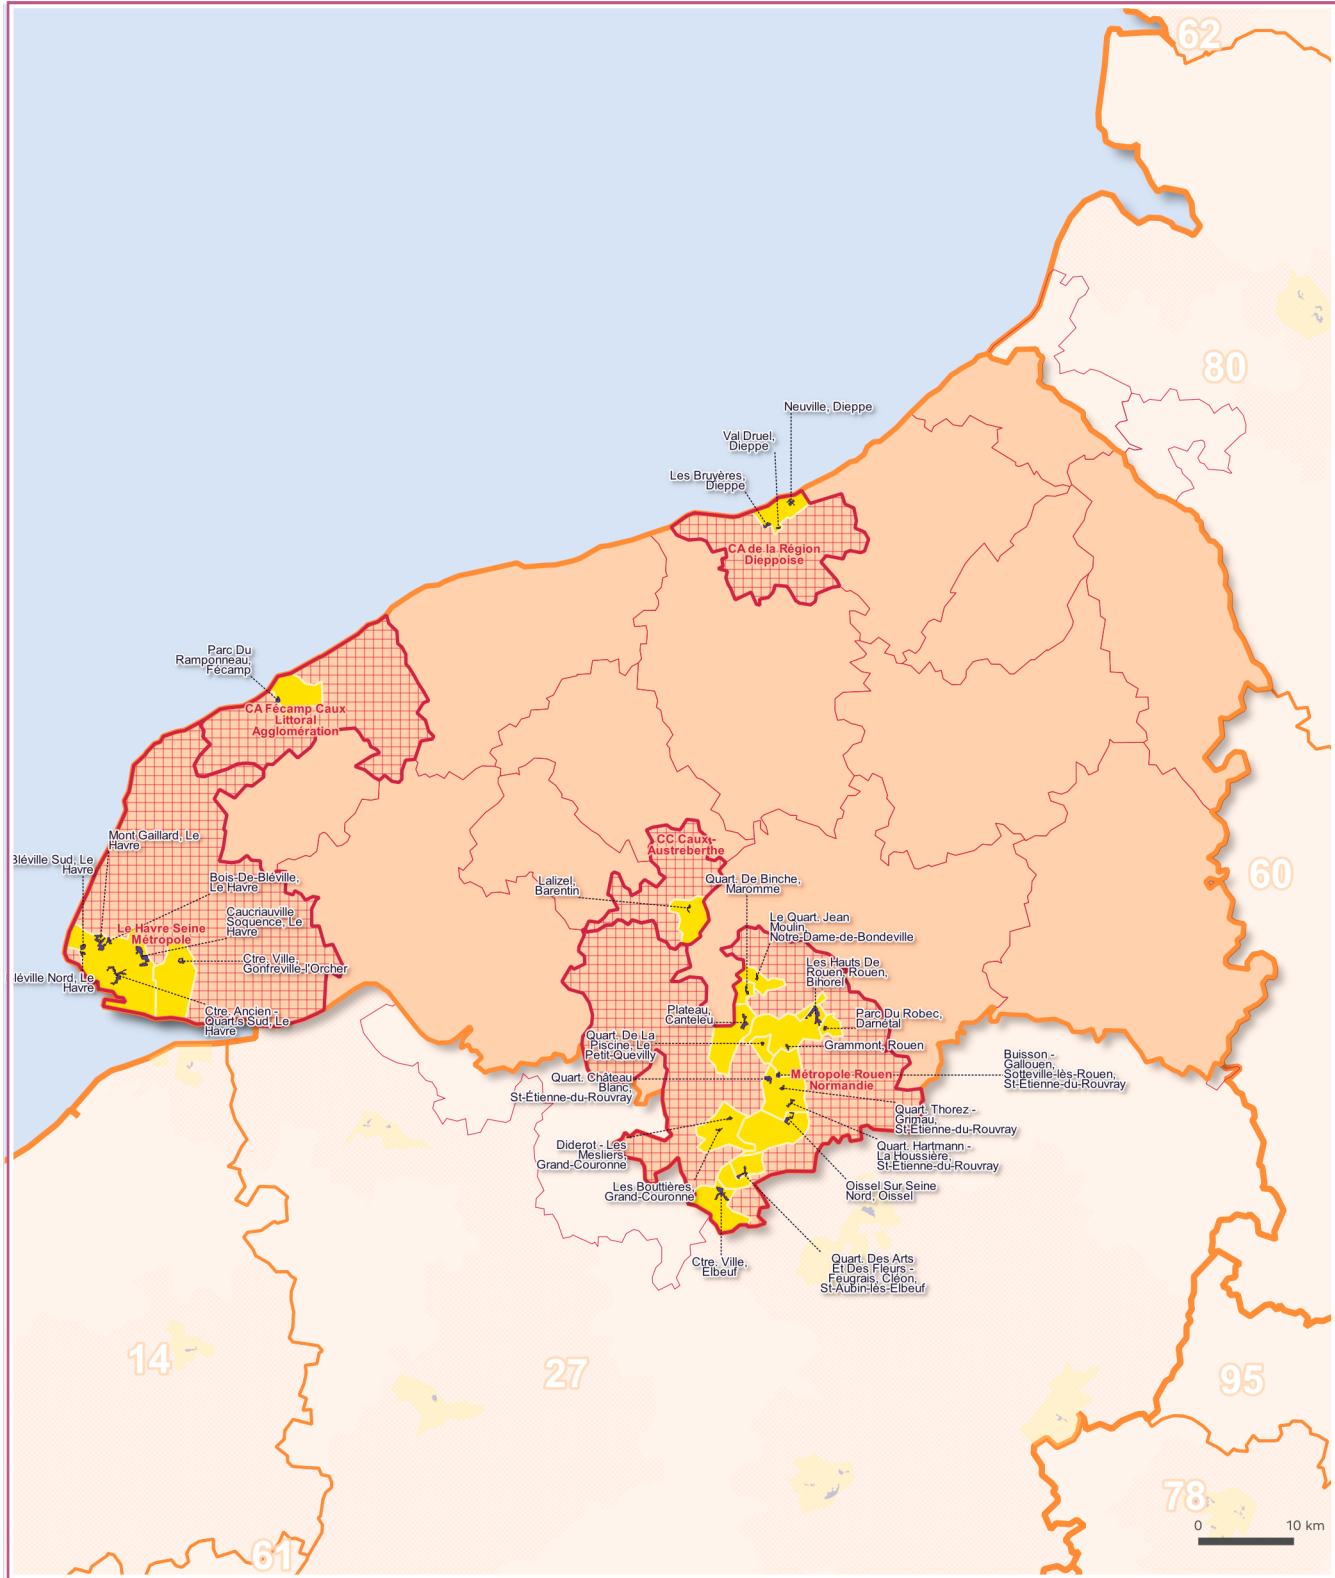 62
80
Neuville, Dieppe
Val Druel,
Dieppe
Les Bruyères,
Dieppe
CA de la Région
Dieppoise
Parc Du
Ramponneau,
Fécamp
CA Fécamp Caux
Littoral
Agglomération
Mont Gaillard, Le
Havre
Bléville Sud, Le
Havre
Bois-De-Bléville,
Le Havre
Caucriauville
Soquence, Le
Havre
Le Havre Seine
Métropole
Ctre. Ville,
Gonfreville-l'Orcher
léville Nord, Le
Havre
Ctre. Ancien -
Quart.s Sud, Le
Havre
CC Caux -
Austreberthe
Lalizel,
Barentin
Quart. De Binche,
Maromme
Le Quart. Jean
Moulin,
Notre-Dame-de-Bondeville
Les Hauts De
Rouen, Rouen,
Bihorel
Plateau,
Canteleu
Parc Du Robec,
Darnétal
Quart. De La
Piscine, Le
Petit-Quevilly
Grammont, Rouen
Quart. Château
Blanc,
St-Étienne-du-Rouvray
Métropole Rouen
Normandie
Buisson -
Gallouen,
Sotteville-lès-Rouen,
St-Étienne-du-Rouvray
Quart. Thorez -
Grimau,
St-Étienne-du-Rouvray
Diderot - Les
Mesliers,
Grand-Couronne
Quart. Hartmann -
La Houssière,
St-Étienne-du-Rouvray
Les Bouttières,
Grand-Couronne
Oissel Sur Seine
Nord, Oissel
Ctre. Ville,
Elbeuf
Quart. Des Arts
Et Des Fleurs -
Feugrais, Cléon,
St-Aubin-lès-Elbeuf
60
14
27
95
78
61
0 10 km